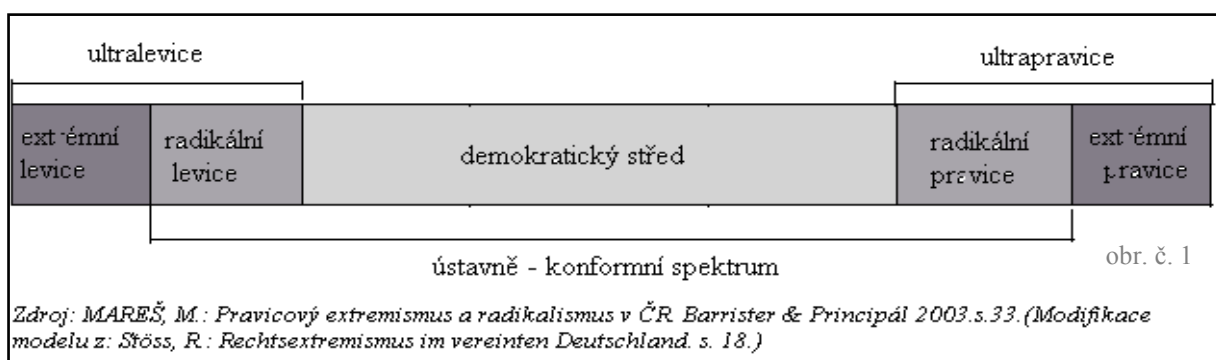 ultralevice
ultrapravice
extrémní levice
radikální levice
demokratický střed
radikální pravice
extrémní pravice
ústavně - konformní spektrum
obr. č. 1
Zdroj: MAREŠ, M.: Pravicový extremismus a radikalismus v ČR. Barrister & Principál 2003.s.33.(Modifikace
modelu z: Stöss, R.: Rechtsextremismus im vereinten Deutschland. s. 18.)